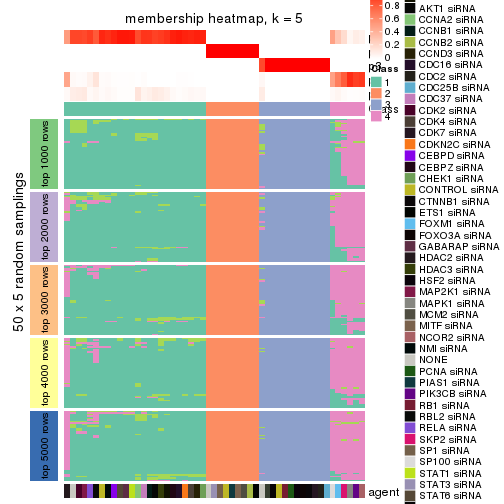 membership heatmap, k = 5
0.8
0.6
0.4
0.2
0
Class
1
2
3
4
50 x 5 random samplings
top 1000 rows
top 2000 rows
top 3000 rows
top 4000 rows
top 5000 rows
agent
AKT1 siRNA
CCNA2 siRNA
CCNB1 siRNA
CCNB2 siRNA
CCND3 siRNA
CDC16 siRNA
CDC2 siRNA
CDC25B siRNA
CDC37 siRNA
CDK2 siRNA
CDK4 siRNA
CDK7 siRNA
CDKN2C siRNA
CEBPD siRNA
CEBPZ siRNA
CHEK1 siRNA
CONTROL siRNA
CTNNB1 siRNA
ETS1 siRNA
FOXM1 siRNA
FOXO3A siRNA
GABARAP siRNA
HDAC2 siRNA
HDAC3 siRNA
HSF2 siRNA
MAP2K1 siRNA
MAPK1 siRNA
MCM2 siRNA
MITF siRNA
NCOR2 siRNA
NMI siRNA
NONE
PCNA siRNA
PIAS1 siRNA
PIK3CB siRNA
RB1 siRNA
RBL2 siRNA
RELA siRNA
SKP2 siRNA
SP1 siRNA
SP100 siRNA
STAT1 siRNA
STAT3 siRNA
STAT6 siRNA